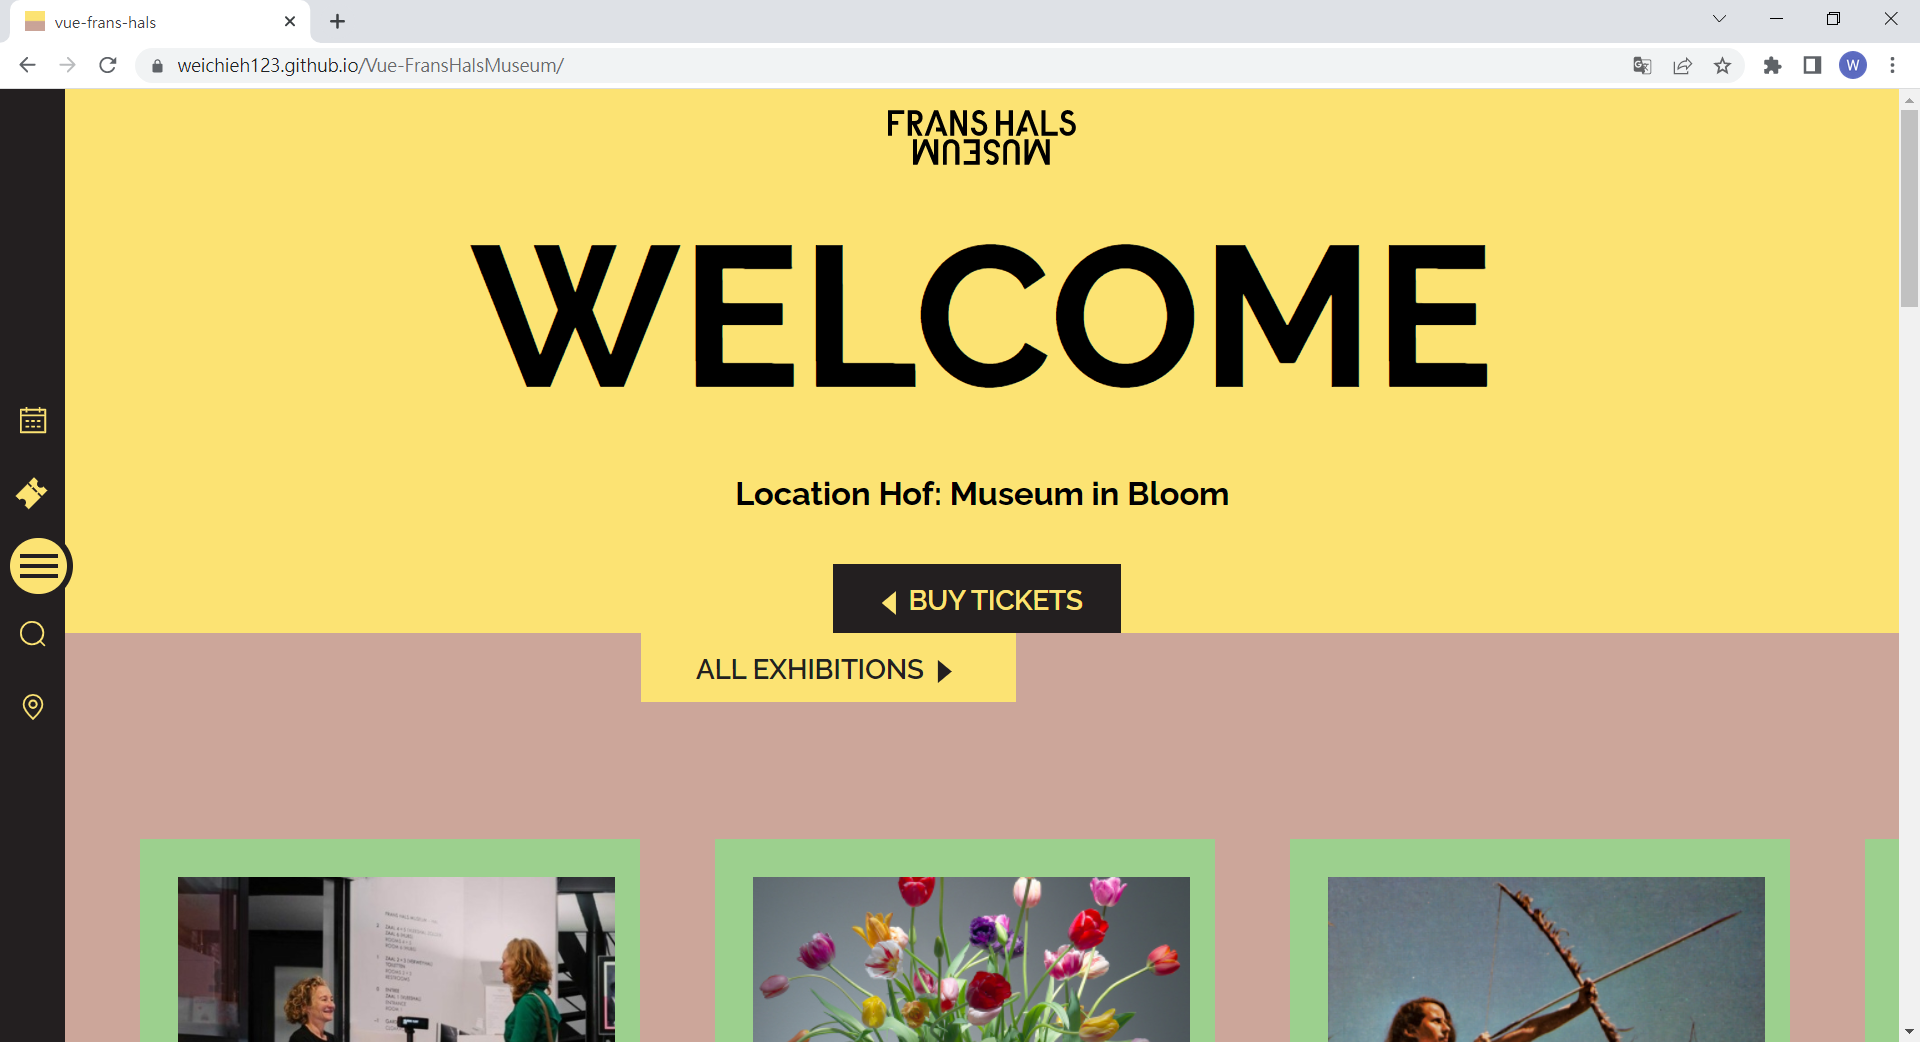 vue-frans-hals
weichieh123.github.io/Vue-FransHalsMuseum/
W
FRANS HALS
MUSEUM
WELCOME
Location Hof: Museum in Bloom
BUY TICKETS
ALL EXHIBITIONS